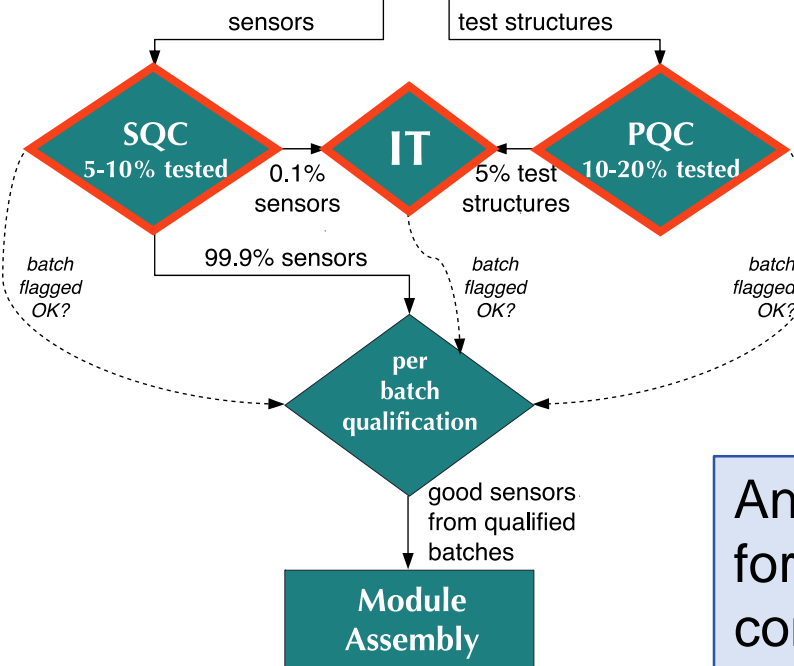 sensors
test structures
SQC
5-10% tested
IT
PQC
10-20% tested
0.1%
sensors
5% test
structures
99.9% sensors
batch
flagged
OK?
batch
flagged
OK?
batch
flagged
OK?
per
batch
qualification
good sensors
from qualified
batches
Module
Assembly
An
for